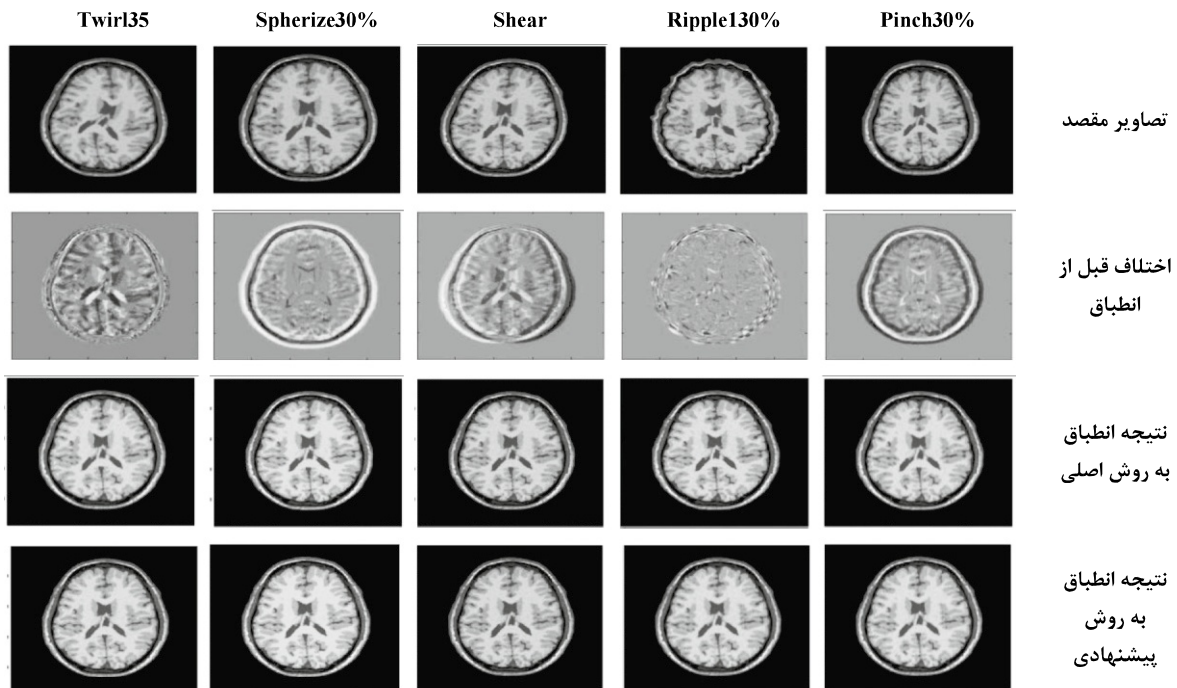 Twirl35 Spherize30% Shear Ripple130% Pinch30%
تصاویر مقصد
اختلاف قبل از
انطباق
نتیجه انطباق
به روش اصلی
نتیجه انطباق
به روش
پیشنهادی